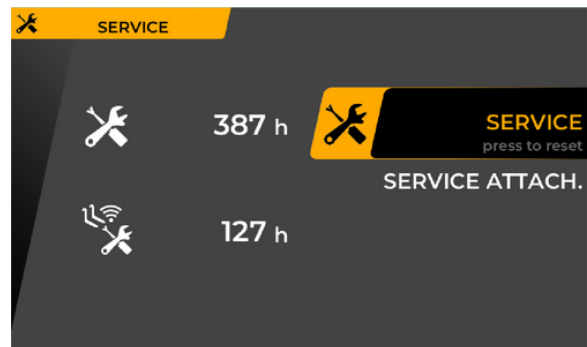 SERVICE
387 h
SERVICE
press to reset
SERVICE ATTACH.
127 h